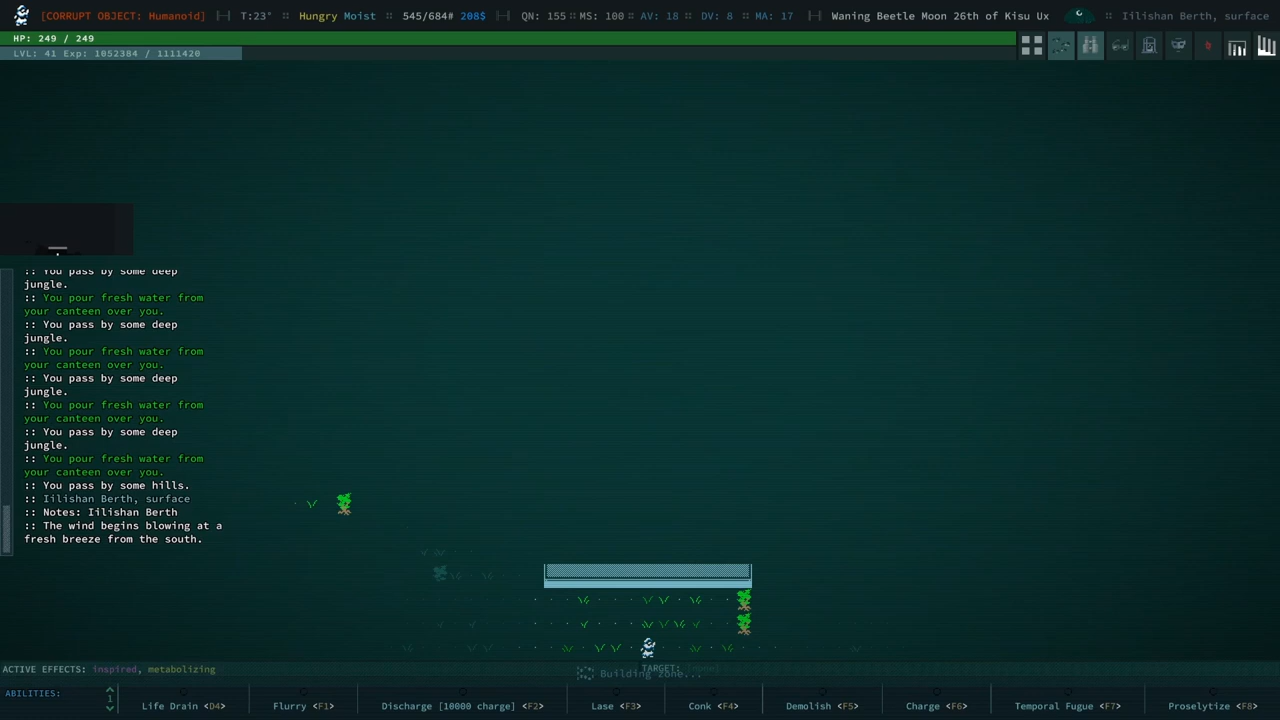 [CORRUPT OBJECT: Humanoid] T:23° :: Hungry Moist :: 545/684# 208$ QN: 155 :: MS: 100 :: AV: 18 :: DV: 8 :: MA: 17 Waning Beetle Moon 26th of Kisu Ux :: Iilishan Berth, surface
HP: 249 / 249
LVL: 41 Exp: 1052384 / 1111420
:: You pass by some deep
jungle.
:: You pour fresh water from
your canteen over you.
:: You pass by some deep
jungle.
:: You pour fresh water from
your canteen over you.
:: You pass by some deep
jungle.
:: You pour fresh water from
your canteen over you.
:: You pass by some deep
jungle.
:: You pour fresh water from
your canteen over you.
:: You pass by some hills.
:: Iilishan Berth, surface
:: Notes: Iilishan Berth
:: The wind begins blowing at a
fresh breeze from the south.
ACTIVE EFFECTS: inspired, metabolizing
TARGET: [none]
Building zone...
ABILITIES: 1 Life Drain <D4> Flurry <F1> Discharge [10000 charge] <F2> Lase <F3> Conk <F4> Demolish <F5> Charge <F6> Temporal Fugue <F7> Proselytize <F8>